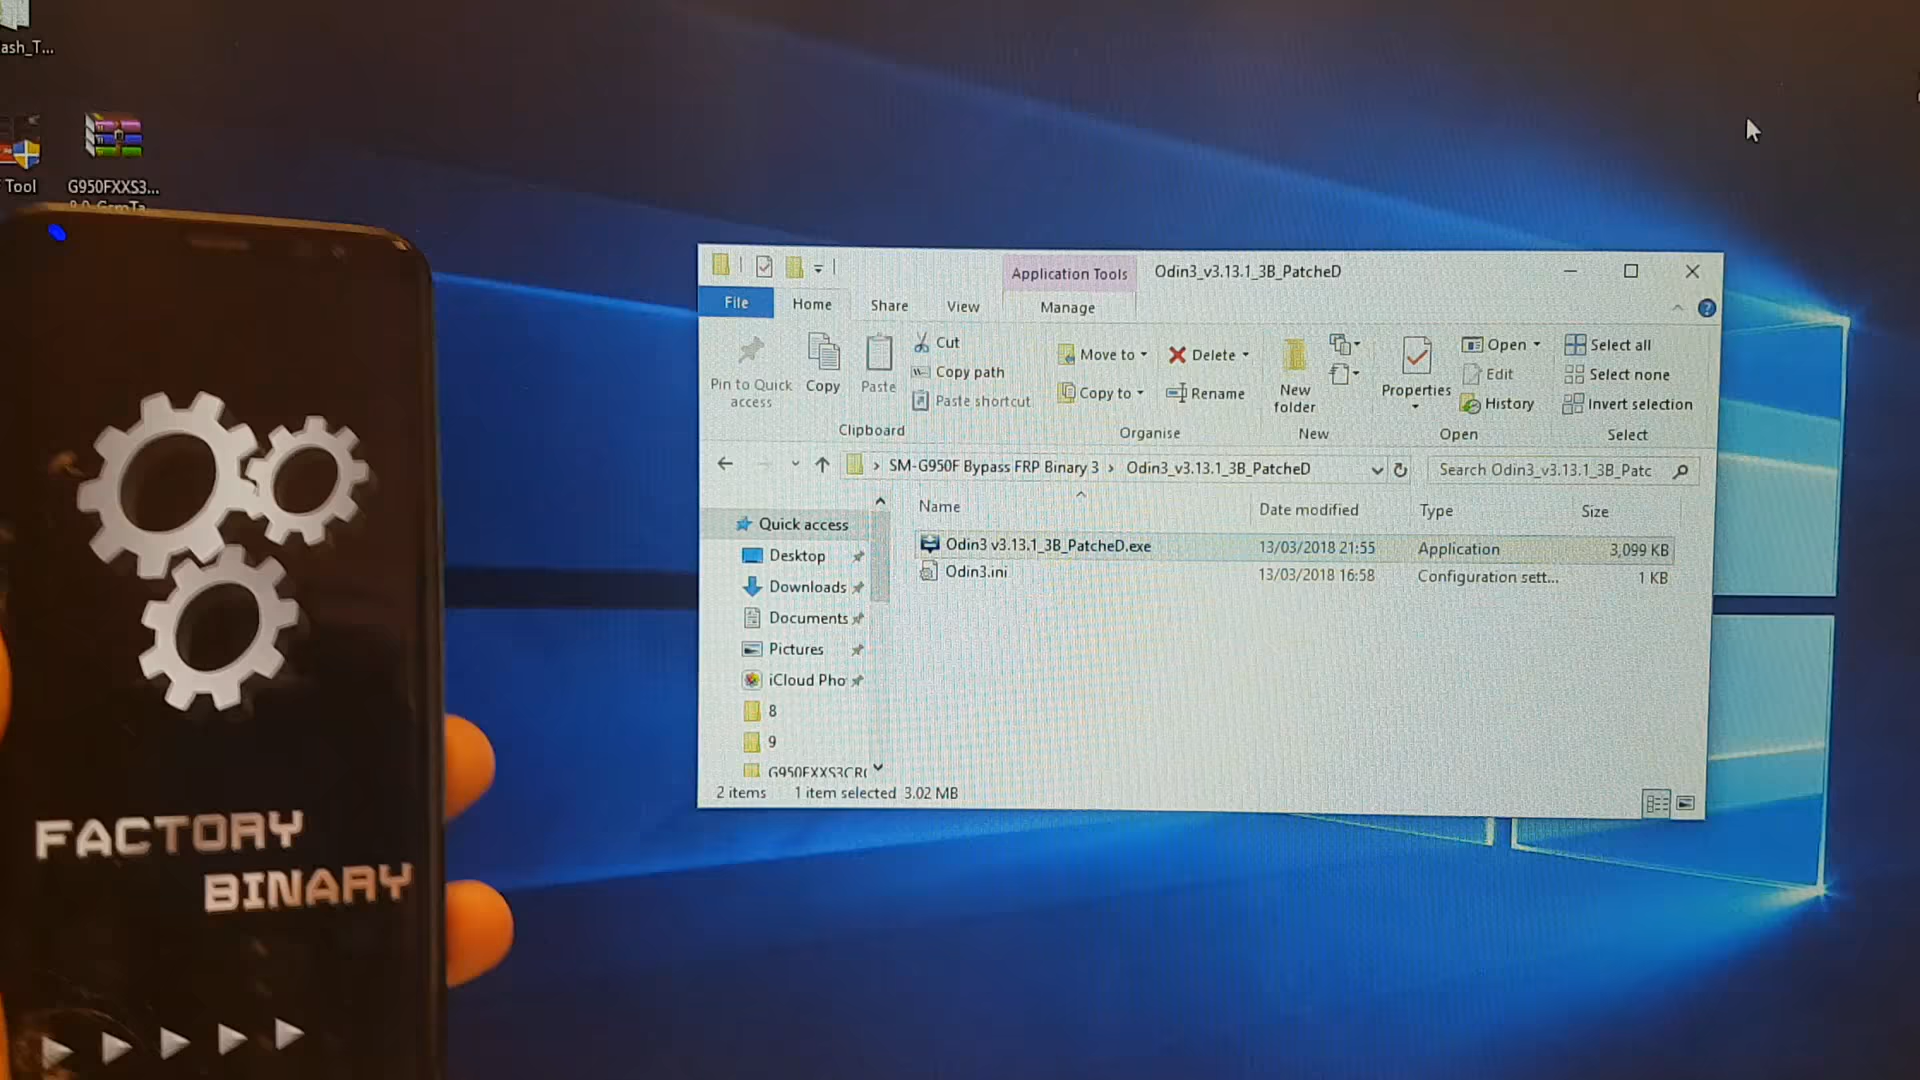 ash_T...
Tool
G950FXXS3...
FACTORY
BINARY
Application Tools
Odin3_v3.13.1_3B_PatcheD
File
Home
Share
View
Manage
Pin to Quick
access
Copy
Paste
Cut
Copy path
Paste shortcut
Clipboard
Move to
Copy to
Delete
Rename
Organise
New
folder
New
Properties
Open
Edit
History
Open
Select all
Select none
Invert selection
Select
SM-G950F Bypass FRP Binary 3 › Odin3_v3.13.1_3B_PatcheD
Search Odin3_v3.13.1_3B_Patc
Name
Date modified
Type
Size
Odin3 v3.13.1_3B_PatcheD.exe
13/03/2018 21:55
Application
3,099 KB
Odin3.ini
13/03/2018 16:58
Configuration sett...
1 KB
Quick access
Desktop
Downloads
Documents
Pictures
iCloud Pho
8
9
G950FXXS3CR
2 items
1 item selected 3.02 MB